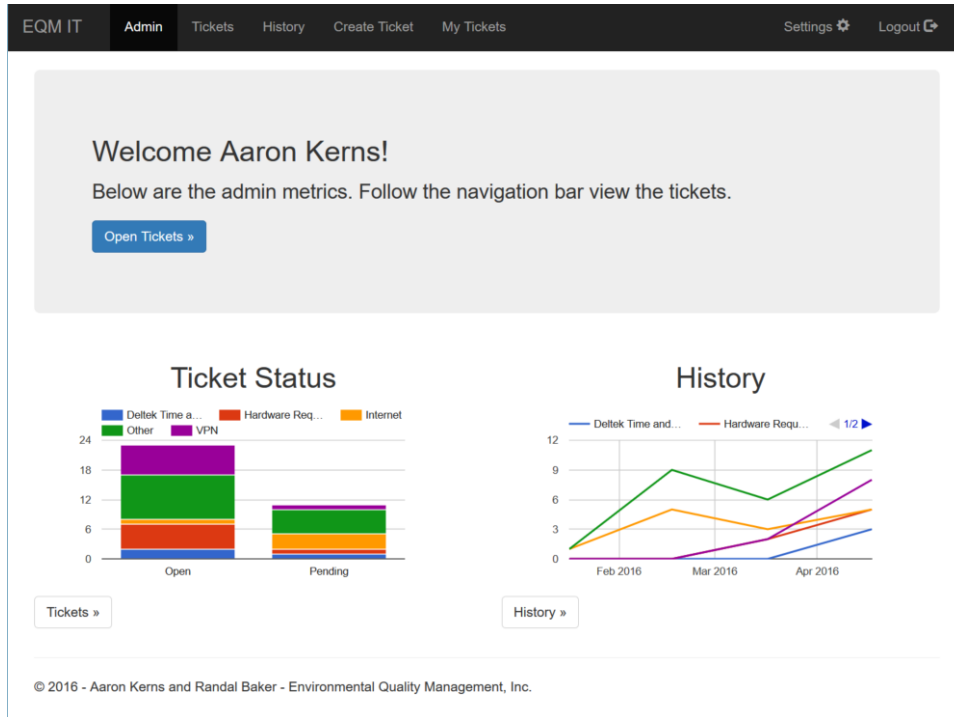 EQM IT Admin Tickets History Create Ticket My Tickets Settings Logout
Welcome Aaron Kerns!
Below are the admin metrics. Follow the navigation bar view the tickets.
Open Tickets »
Ticket Status
Deltek Time a... Hardware Req... Internet
Other VPN
24
18
12
6
0
Open Pending
Tickets »
History
Deltek Time and... Hardware Requ... 1/2
12
9
6
3
0
Feb 2016 Mar 2016 Apr 2016
History »
© 2016 - Aaron Kerns and Randal Baker - Environmental Quality Management, Inc.